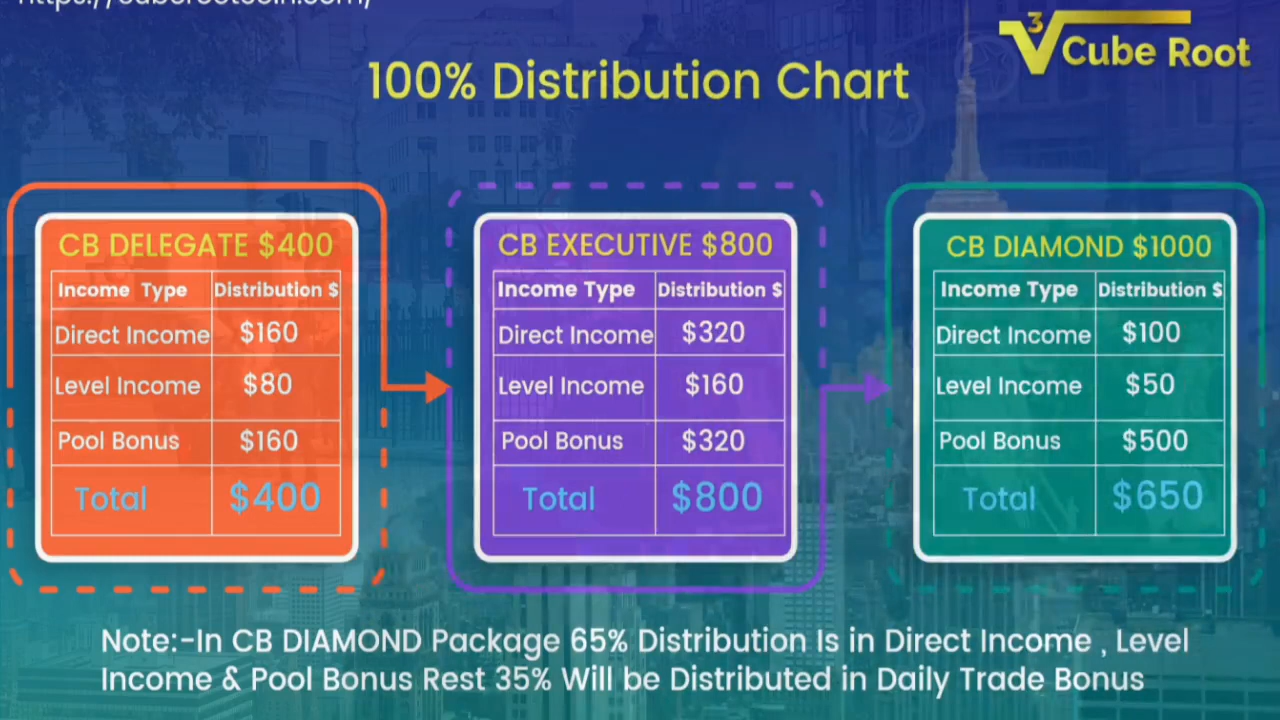 https://cuberootcoin.com/
3
Cube Root
100% Distribution Chart
CB DELEGATE $400
Income Type Distribution $
Direct Income $160
Level Income $80
Pool Bonus $160
Total $400
CB EXECUTIVE $800
Income Type Distribution $
Direct Income $320
Level Income $160
Pool Bonus $320
Total $800
CB DIAMOND $1000
Income Type Distribution $
Direct Income $100
Level Income $50
Pool Bonus $500
Total $650
Note:-In CB DIAMOND Package 65% Distribution Is in Direct Income , Level
Income & Pool Bonus Rest 35% Will be Distributed in Daily Trade Bonus